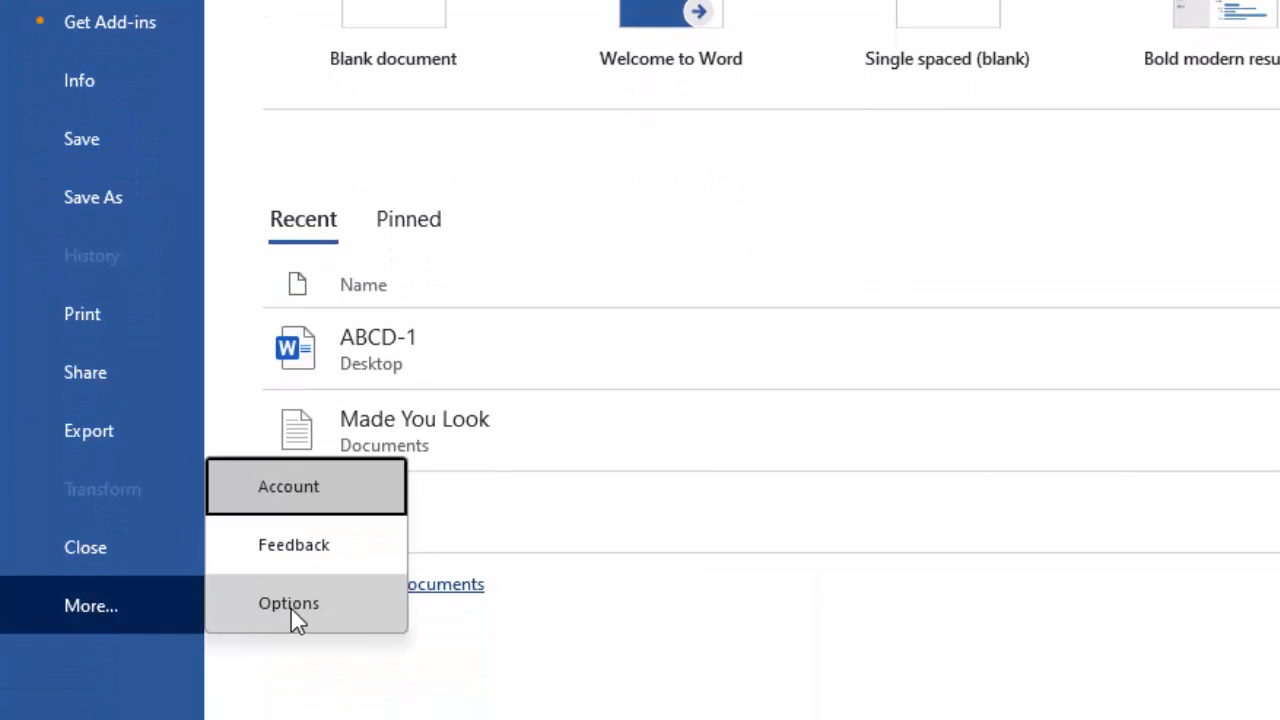 Get Add-ins
Info
Save
Save As
History
Print
Share
Export
Transform
Close
More...
Blank document
Welcome to Word
Single spaced (blank)
Bold modern resu
Recent
Pinned
Name
W
ABCD-1
Desktop
Made You Look
Documents
Account
Feedback
Options
ocuments